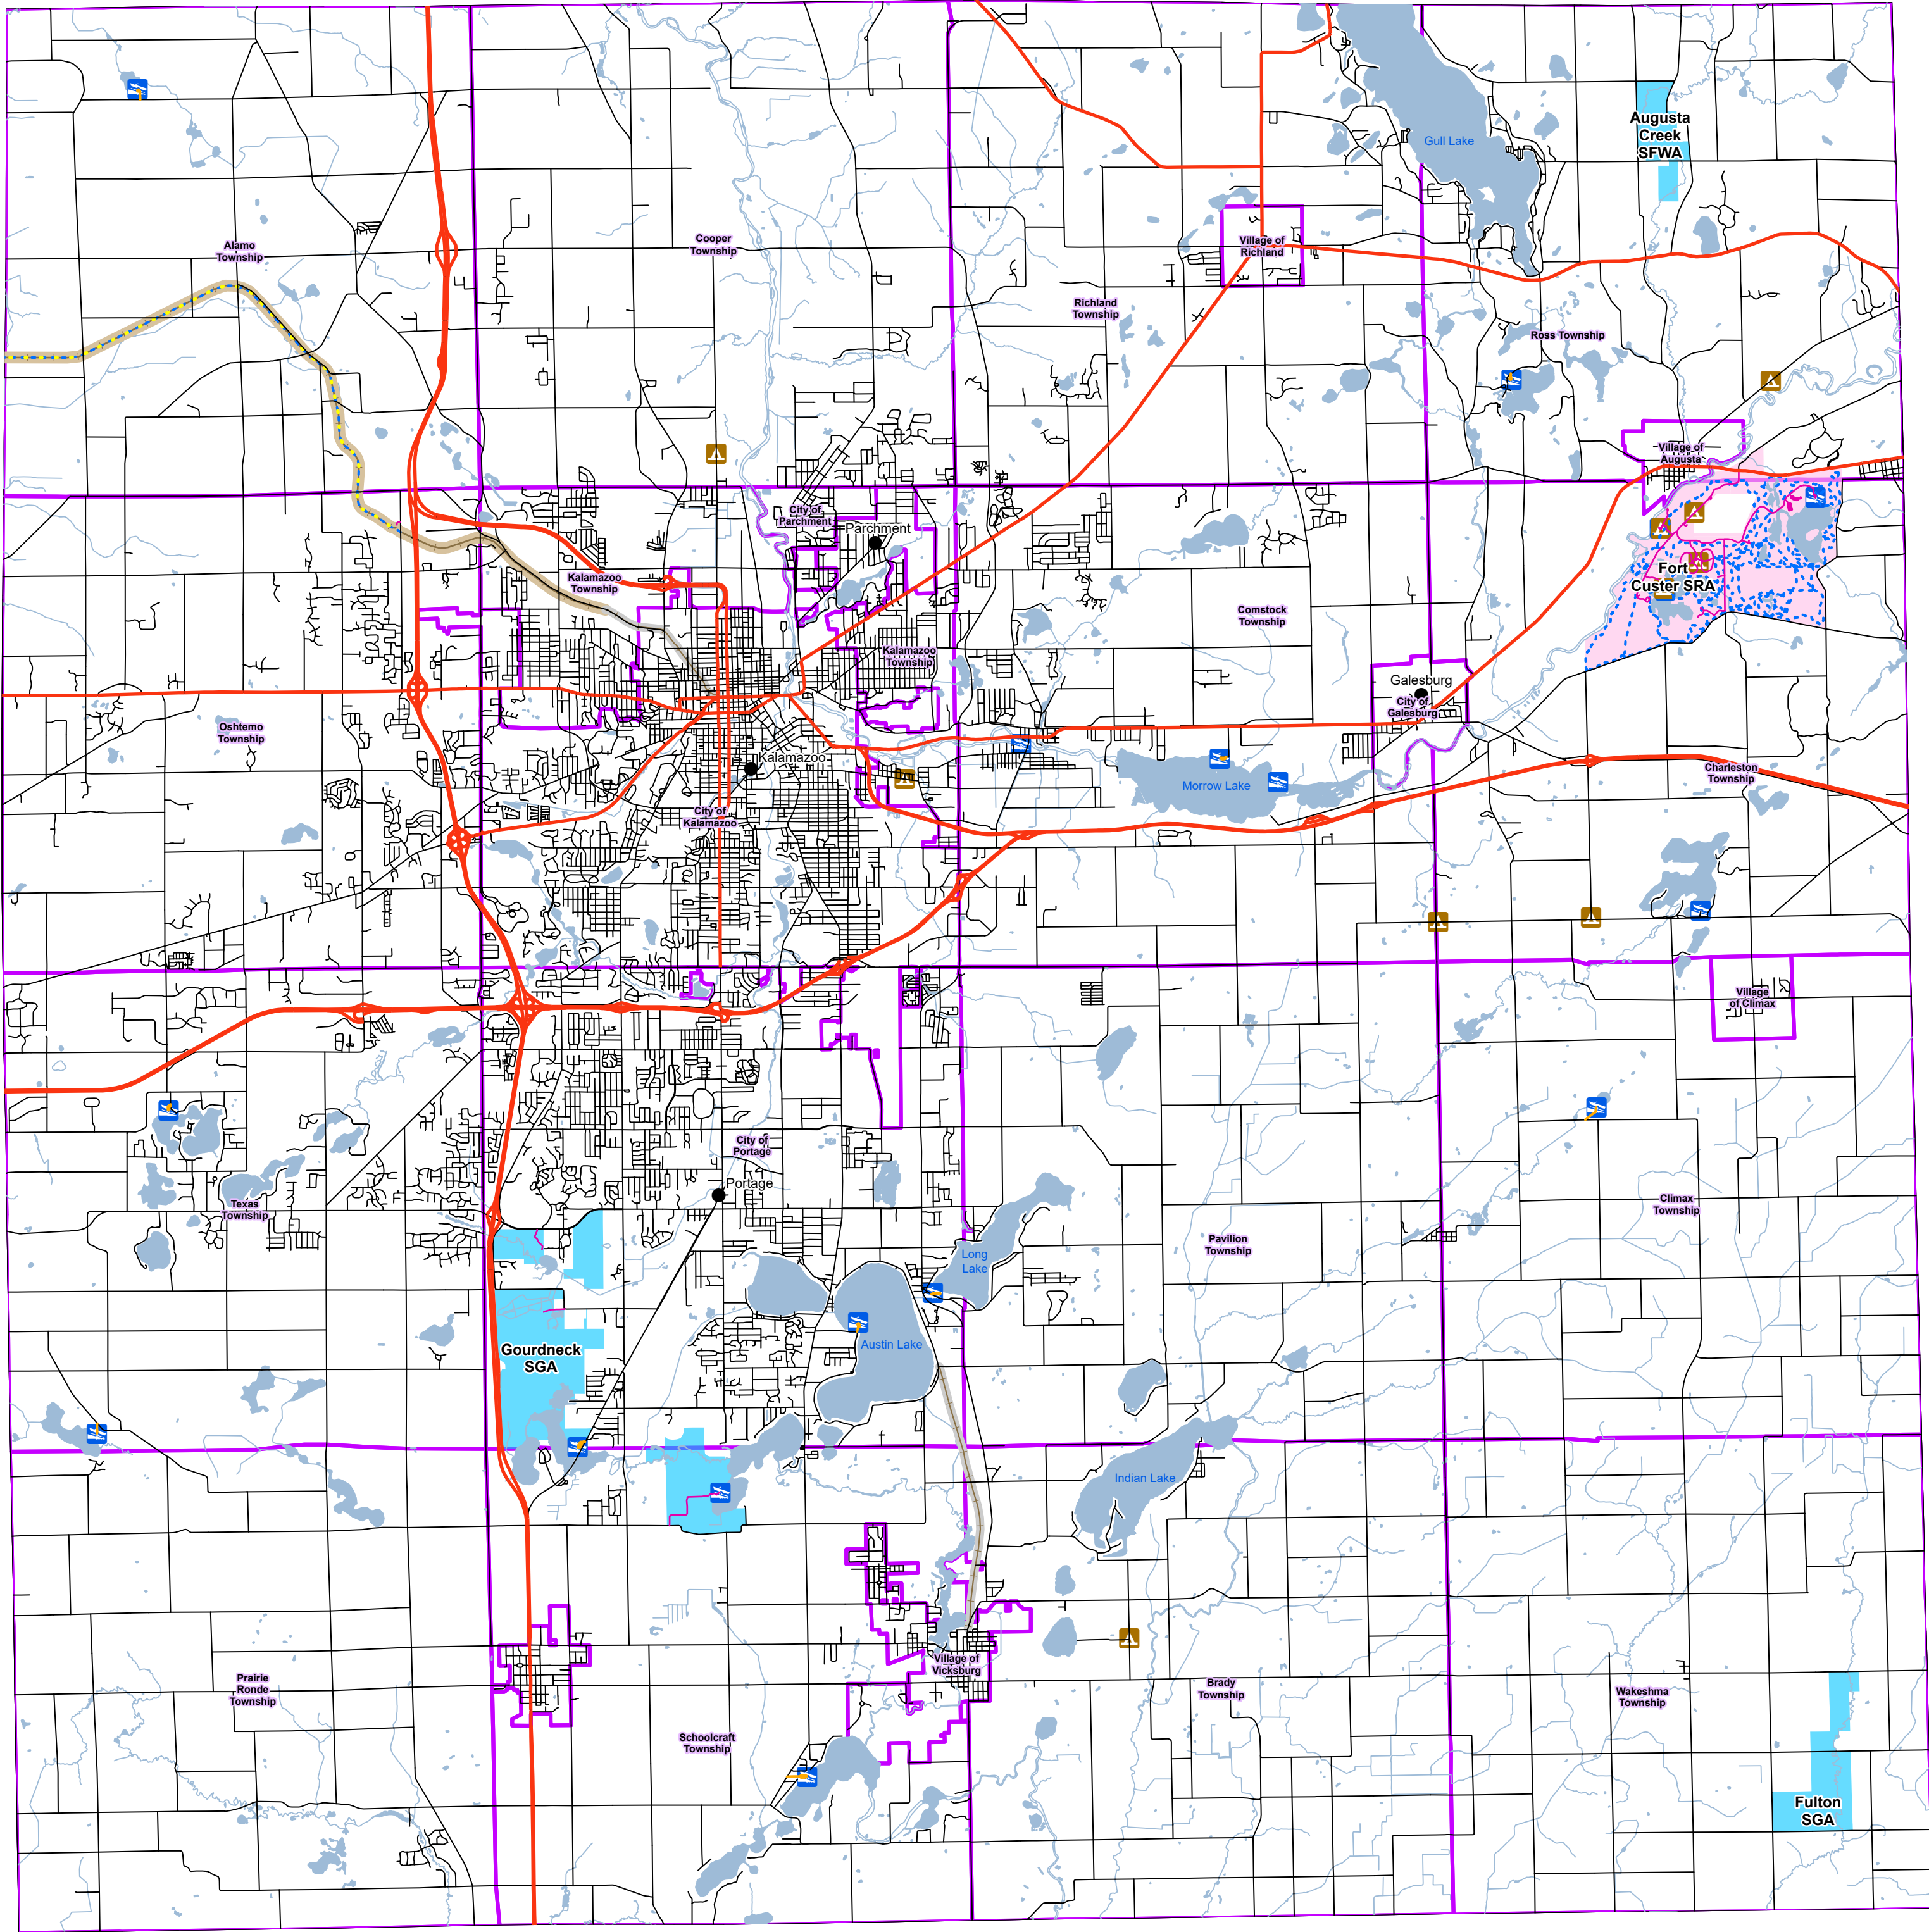 Augusta
Creek
SFWA
Gull Lake
Alamo
Township
Cooper
Township
Village of
Richland
Richland
Township
Ross Township
Village of
Augusta
City of
Parchment
Parchment
Kalamazoo
Township
Fort
Custer SRA
Comstock
Township
Kalamazoo
Township
Galesburg
City of
Galesburg
Oshtemo
Township
Kalamazoo
Morrow Lake
Charleston
Township
City of
Kalamazoo
Village
of Climax
City of
Portage
Portage
Texas
Township
Climax
Township
Pavilion
Township
Long
Lake
Austin Lake
Gourdneck
SGA
Indian Lake
Village of
Vicksburg
Prairie
Ronde
Township
Brady
Township
Wakeshma
Township
Schoolcraft
Township
Fulton
SGA